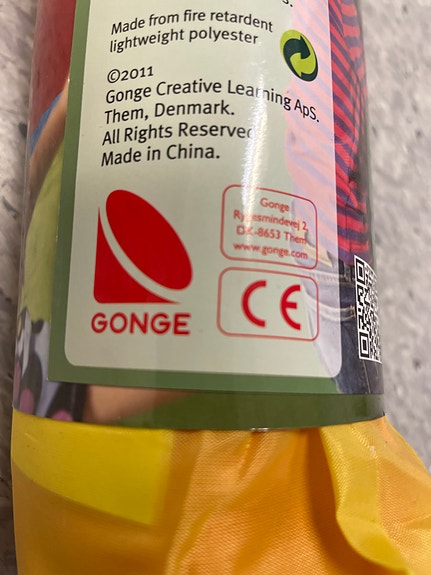 Made from fire retardent
lightweight polyester
©2011
Gonge Creative Learning ApS.
Them, Denmark.
All Rights Reserved
Made in China.
Gonge
Rygesmindevej 2
DK-8653 Them
www.gonge.com
GONGE
CE